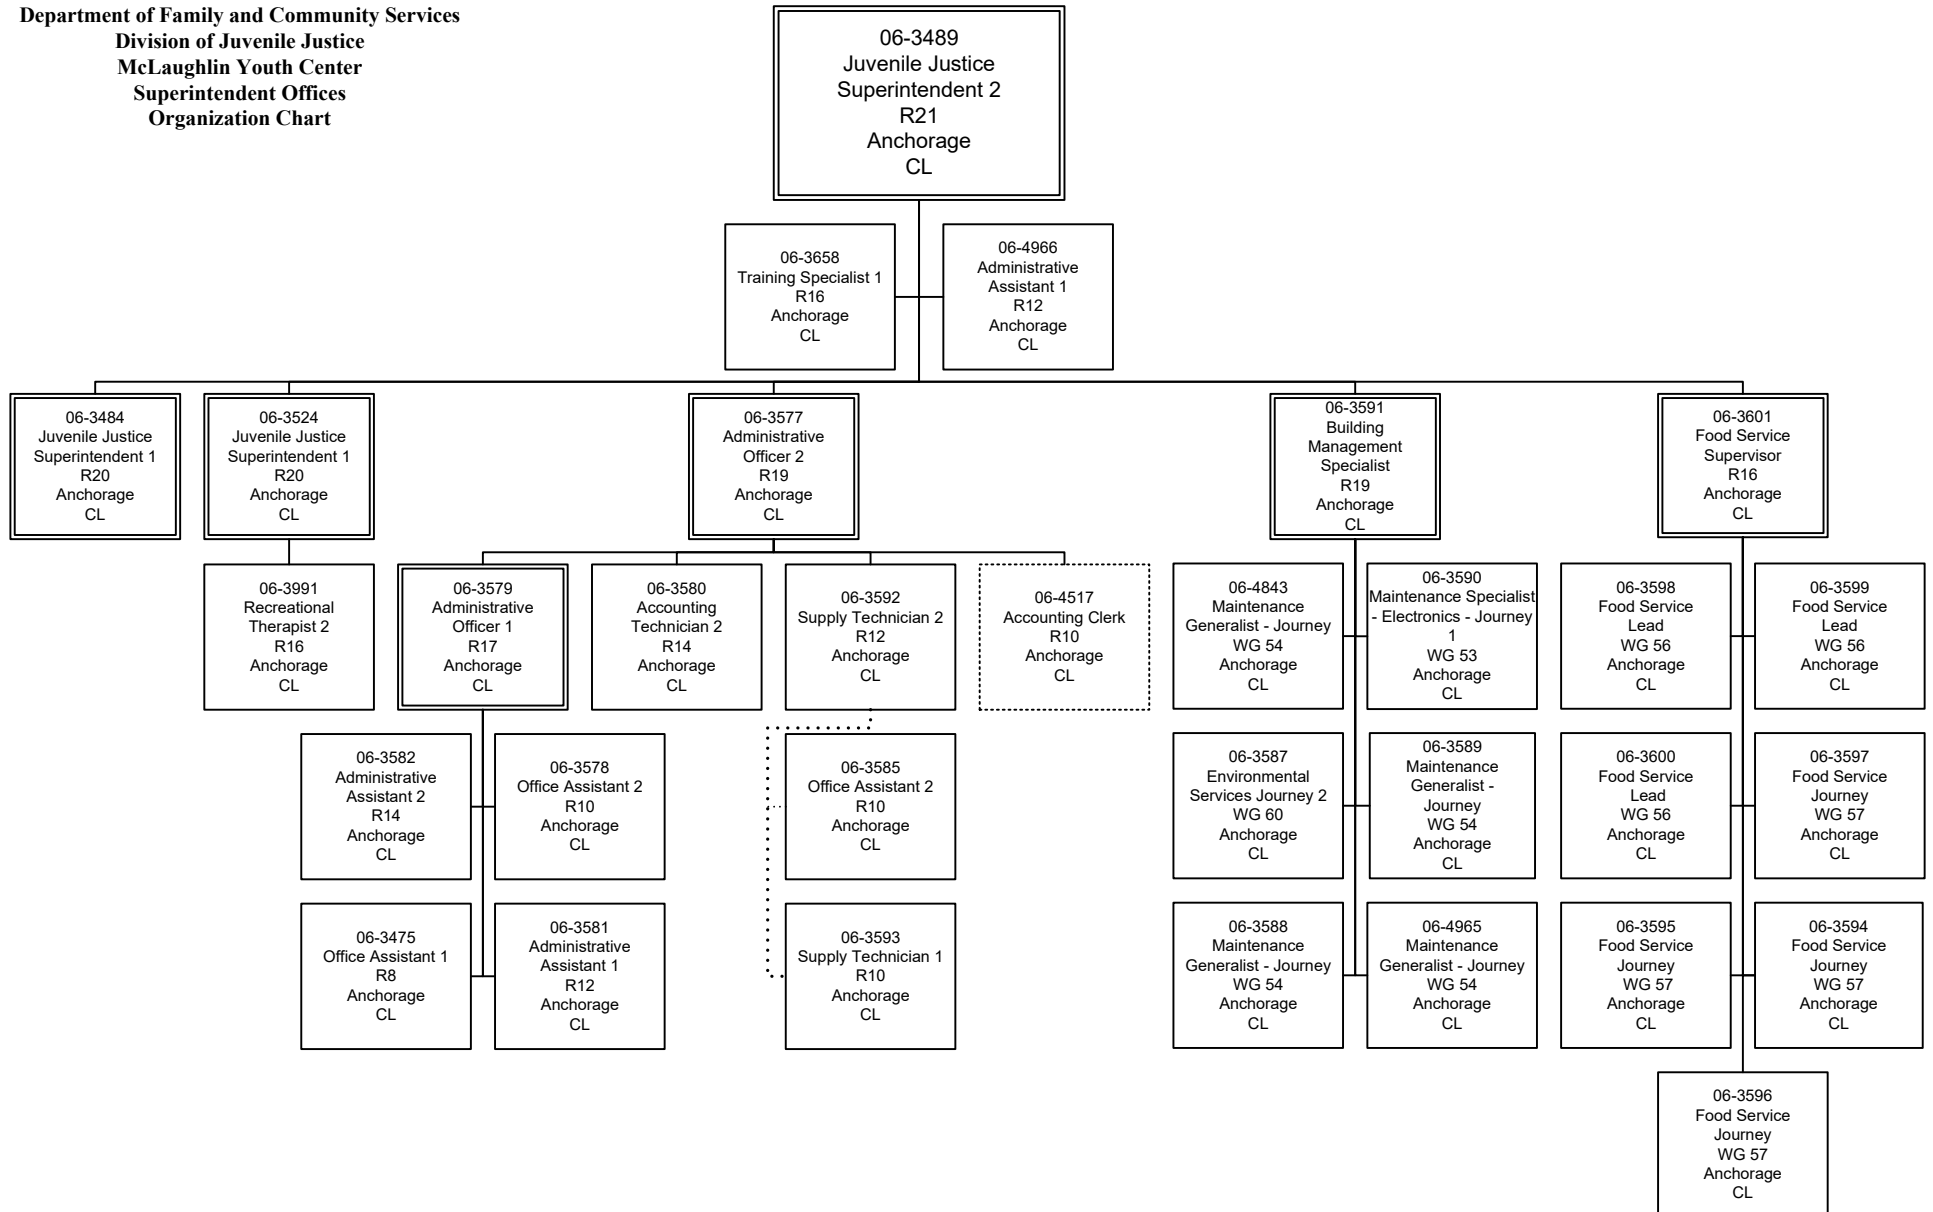 Department of Family and Community Services
Division of Juvenile Justice
McLaughlin Youth Center
Superintendent Offices
Organization Chart
06-3489
Juvenile Justice
Superintendent 2
R21
Anchorage
CL
06-3658
Training Specialist 1
R16
Anchorage
CL
06-4966
Administrative
Assistant 1
R12
Anchorage
CL
06-3484
Juvenile Justice
Superintendent 1
R20
Anchorage
CL
06-3524
Juvenile Justice
Superintendent 1
R20
Anchorage
CL
06-3577
Administrative
Officer 2
R19
Anchorage
CL
06-3591
Building
Management
Specialist
R19
Anchorage
CL
06-3601
Food Service
Supervisor
R16
Anchorage
CL
06-3991
Recreational
Therapist 2
R16
Anchorage
CL
06-3579
Administrative
Officer 1
R17
Anchorage
CL
06-3580
Accounting
Technician 2
R14
Anchorage
CL
06-3592
Supply Technician 2
R12
Anchorage
CL
06-4517
Accounting Clerk
R10
Anchorage
CL
06-4843
Maintenance
Generalist - Journey
WG 54
Anchorage
CL
06-3590
Maintenance Specialist
- Electronics - Journey
1
WG 53
Anchorage
CL
06-3598
Food Service
Lead
WG 56
Anchorage
CL
06-3599
Food Service
Lead
WG 56
Anchorage
CL
06-3582
Administrative
Assistant 2
R14
Anchorage
CL
06-3578
Office Assistant 2
R10
Anchorage
CL
06-3585
Office Assistant 2
R10
Anchorage
CL
06-3587
Environmental
Services Journey 2
WG 60
Anchorage
CL
06-3589
Maintenance
Generalist -
Journey
WG 54
Anchorage
CL
06-3600
Food Service
Lead
WG 56
Anchorage
CL
06-3597
Food Service
Journey
WG 57
Anchorage
CL
06-3475
Office Assistant 1
R8
Anchorage
CL
06-3581
Administrative
Assistant 1
R12
Anchorage
CL
06-3593
Supply Technician 1
R10
Anchorage
CL
06-3588
Maintenance
Generalist - Journey
WG 54
Anchorage
CL
06-4965
Maintenance
Generalist - Journey
WG 54
Anchorage
CL
06-3595
Food Service
Journey
WG 57
Anchorage
CL
06-3594
Food Service
Journey
WG 57
Anchorage
CL
06-3596
Food Service
Journey
WG 57
Anchorage
CL